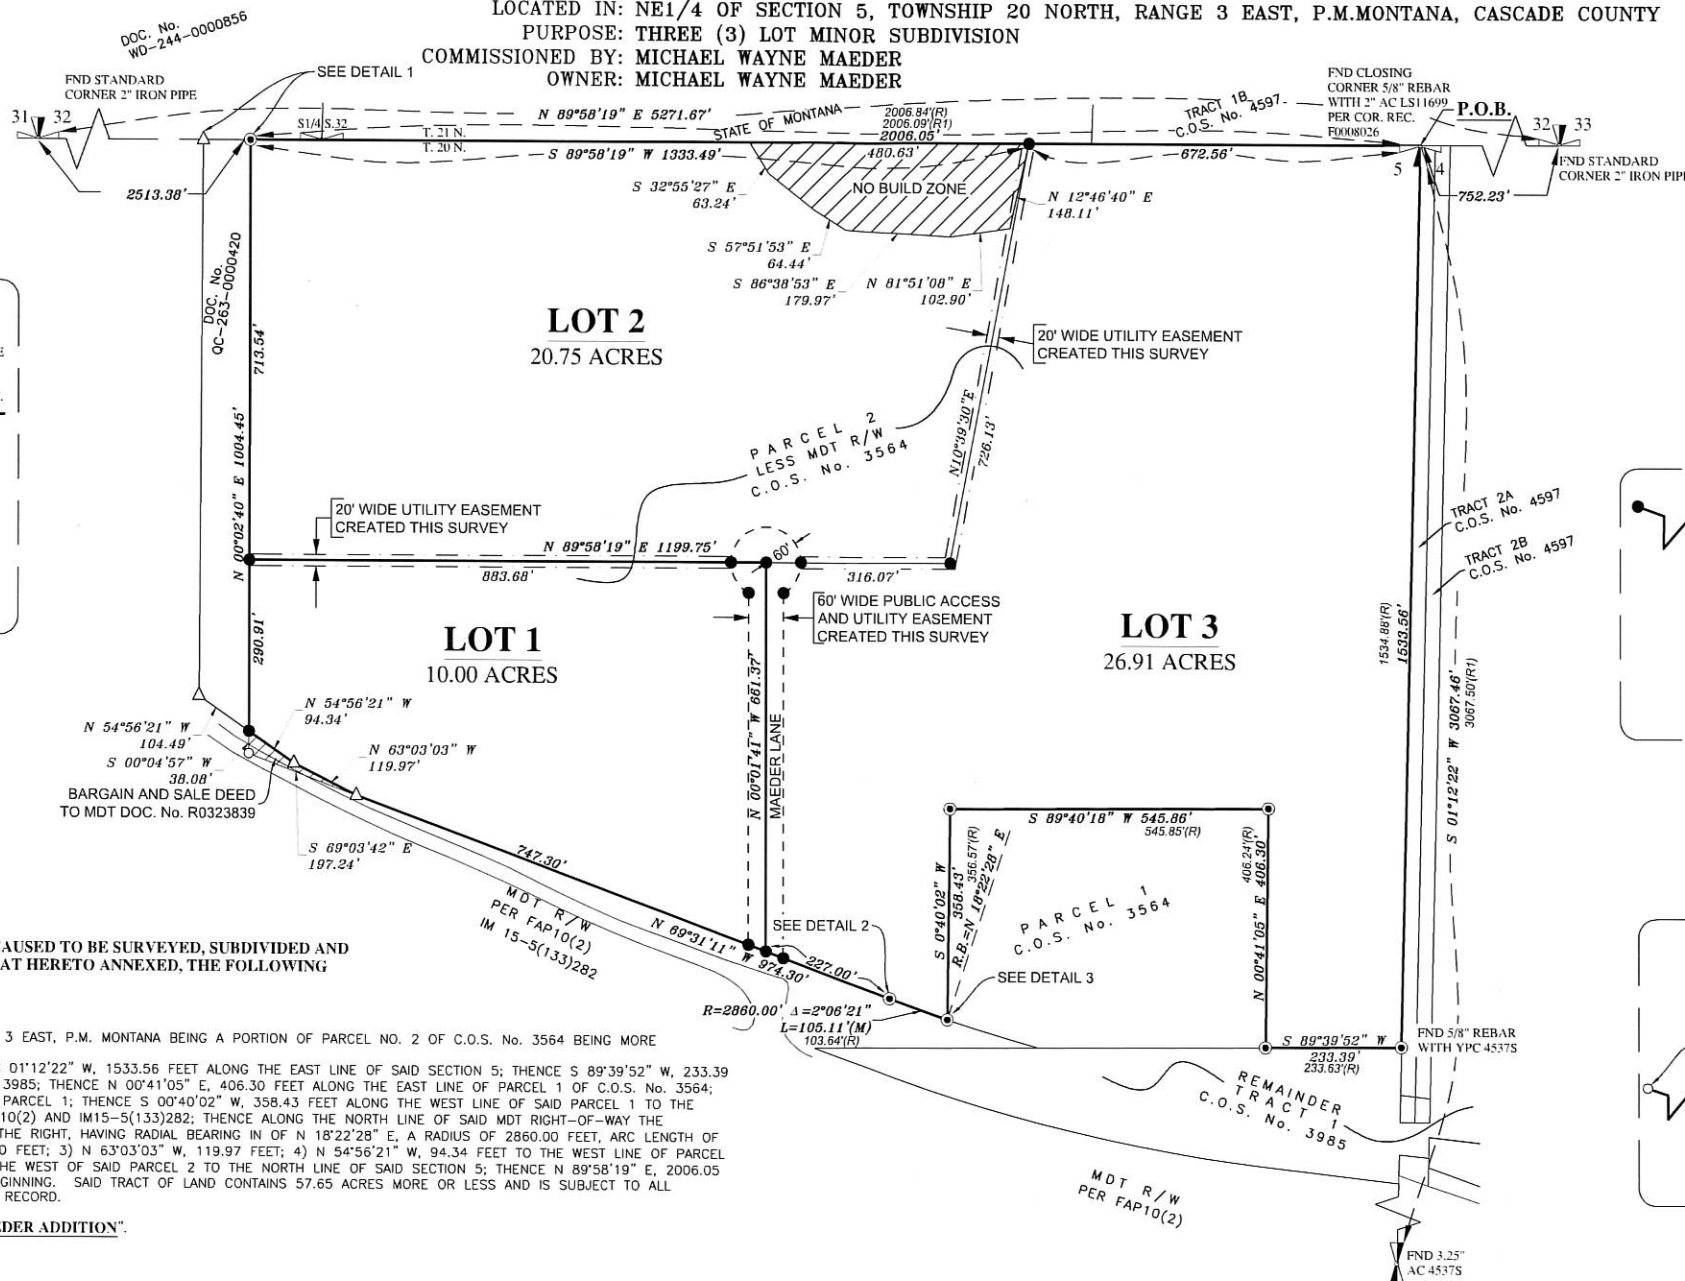 LOCATED IN: NE1/4 OF SECTION 5, TOWNSHIP 20 NORTH, RANGE 3 EAST, P.M.MONTANA, CASCADE COUNTY
PURPOSE: THREE (3) LOT MINOR SUBDIVISION
COMMISSIONED BY: MICHAEL WAYNE MAEDER
OWNER: MICHAEL WAYNE MAEDER
DOC. No.
WD-244-0000856
FND STANDARD
CORNER 2" IRON PIPE
SEE DETAIL 1
31 32
N 89°58'19" E 5271.67'
STATE OF MONTANA
2006.84'(R)
2006.09'(R1)
2006.05'
TRACT 1B
C.O.S. No. 4597
FND CLOSING
CORNER 5/8" REBAR
WITH 2" AC LS11699
PER COR. REC.
F0008026
P.O.B.
32 33
FND STANDARD
CORNER 2" IRON PIPE
S1/4 S.32
T. 21 N.
T. 20 N.
S 89°58'19" W 1333.49'
480.63'
672.56'
5 4
752.23'
2513.38'
S 32°55'27" E
63.24'
NO BUILD ZONE
N 12°46'40" E
148.11'
S 57°51'53" E
64.44'
S 86°38'53" E
179.97'
N 81°51'08" E
102.90'
DOC. No.
QC-263-0000420
713.54'
LOT 2
20.75 ACRES
20' WIDE UTILITY EASEMENT
CREATED THIS SURVEY
E
PARCEL 2
LESS MDT R/W
C.O.S. No. 3564
N10°39'30"E
726.13'
N 00°02'40" E 1004.45'
20' WIDE UTILITY EASEMENT
CREATED THIS SURVEY
N 89°58'19" E 1199.75'
60'
883.68'
316.07'
TRACT 2A
C.O.S. No. 4597
TRACT 2B
C.O.S. No. 4597
60' WIDE PUBLIC ACCESS
AND UTILITY EASEMENT
CREATED THIS SURVEY
LOT 1
10.00 ACRES
LOT 3
26.91 ACRES
290.91'
1534.88'(R)
1533.56'
S 01°12'22" W 3067.46'
3067.50'(R1)
N 54°56'21" W
94.34'
N 54°56'21" W
104.49'
S 00°04'57" W
38.08'
N 63°03'03" W
119.97'
BARGAIN AND SALE DEED
TO MDT DOC. No. R0323839
N 00°01'41" W 661.37'
MAEDER LANE
S 69°03'42" E
197.24'
747.30'
S 89°40'18" W 545.86'
545.85'(R)
S 0°40'02" W
358.43'
356.57'(R)
R.B.=N 18°22'28" E
406.24'(R)
N 00°41'05" E 406.30'
PARCEL 1
C.O.S. No. 3564
MDT R/W
PER FAP10(2)
IM 15-5(133)282
N 69°31'11" W 974.30'
SEE DETAIL 2
227.00'
SEE DETAIL 3
R=2860.00' Δ=2°06'21"
L=105.11'(M)
103.64'(R)
S 89°39'52" W
233.39'
233.63'(R)
FND 5/8" REBAR
WITH YPC 4537S
REMAINDER
TRACT 1
C.O.S. No. 3985
MDT R/W
PER FAP10(2)
FND 3.25"
AC 4537S
AUSED TO BE SURVEYED, SUBDIVIDED AND
AT HERETO ANNEXED, THE FOLLOWING
3 EAST, P.M. MONTANA BEING A PORTION OF PARCEL NO. 2 OF C.O.S. No. 3564 BEING MORE
01°12'22" W, 1533.56 FEET ALONG THE EAST LINE OF SAID SECTION 5; THENCE S 89°39'52" W, 233.39
3985; THENCE N 00°41'05" E, 406.30 FEET ALONG THE EAST LINE OF PARCEL 1 OF C.O.S. No. 3564;
PARCEL 1; THENCE S 00°40'02" W, 358.43 FEET ALONG THE WEST LINE OF SAID PARCEL 1 TO THE
10(2) AND IM15-5(133)282; THENCE ALONG THE NORTH LINE OF SAID MDT RIGHT-OF-WAY THE
THE RIGHT, HAVING RADIAL BEARING IN OF N 18°22'28" E, A RADIUS OF 2860.00 FEET, ARC LENGTH OF
0 FEET; 3) N 63°03'03" W, 119.97 FEET; 4) N 54°56'21" W, 94.34 FEET TO THE WEST LINE OF PARCEL
HE WEST OF SAID PARCEL 2 TO THE NORTH LINE OF SAID SECTION 5; THENCE N 89°58'19" E, 2006.05
GINNING. SAID TRACT OF LAND CONTAINS 57.65 ACRES MORE OR LESS AND IS SUBJECT TO ALL
RECORD.
EDER ADDITION".